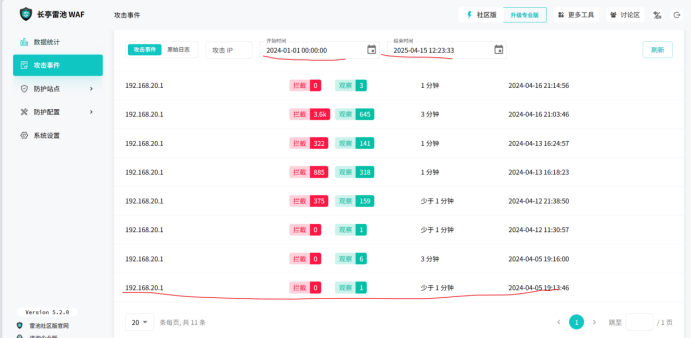 长亭雷池 WAF
攻击事件
社区版
升级专业版
更多工具
讨论区
数据统计
攻击事件
防护站点
防护配置
系统设置
攻击事件 原始日志
攻击 IP
开始时间
2024-01-01 00:00:00
结束时间
2025-04-15 12:23:33
刷新
192.168.20.1 拦截 0 观察 3 1 分钟 2024-04-16 21:14:56
192.168.20.1 拦截 3.6k 观察 645 3 分钟 2024-04-16 21:03:46
192.168.20.1 拦截 322 观察 141 1 分钟 2024-04-13 16:24:57
192.168.20.1 拦截 885 观察 318 1 分钟 2024-04-13 16:18:23
192.168.20.1 拦截 375 观察 159 少于 1 分钟 2024-04-12 21:38:50
192.168.20.1 拦截 0 观察 1 少于 1 分钟 2024-04-12 11:30:57
192.168.20.1 拦截 0 观察 6 3 分钟 2024-04-05 19:16:00
192.168.20.1 拦截 0 观察 1 少于 1 分钟 2024-04-05 19:13:46
Version 5.2.0
雷池社区版官网
20 条每页, 共 11 条
1
跳至 / 1 页